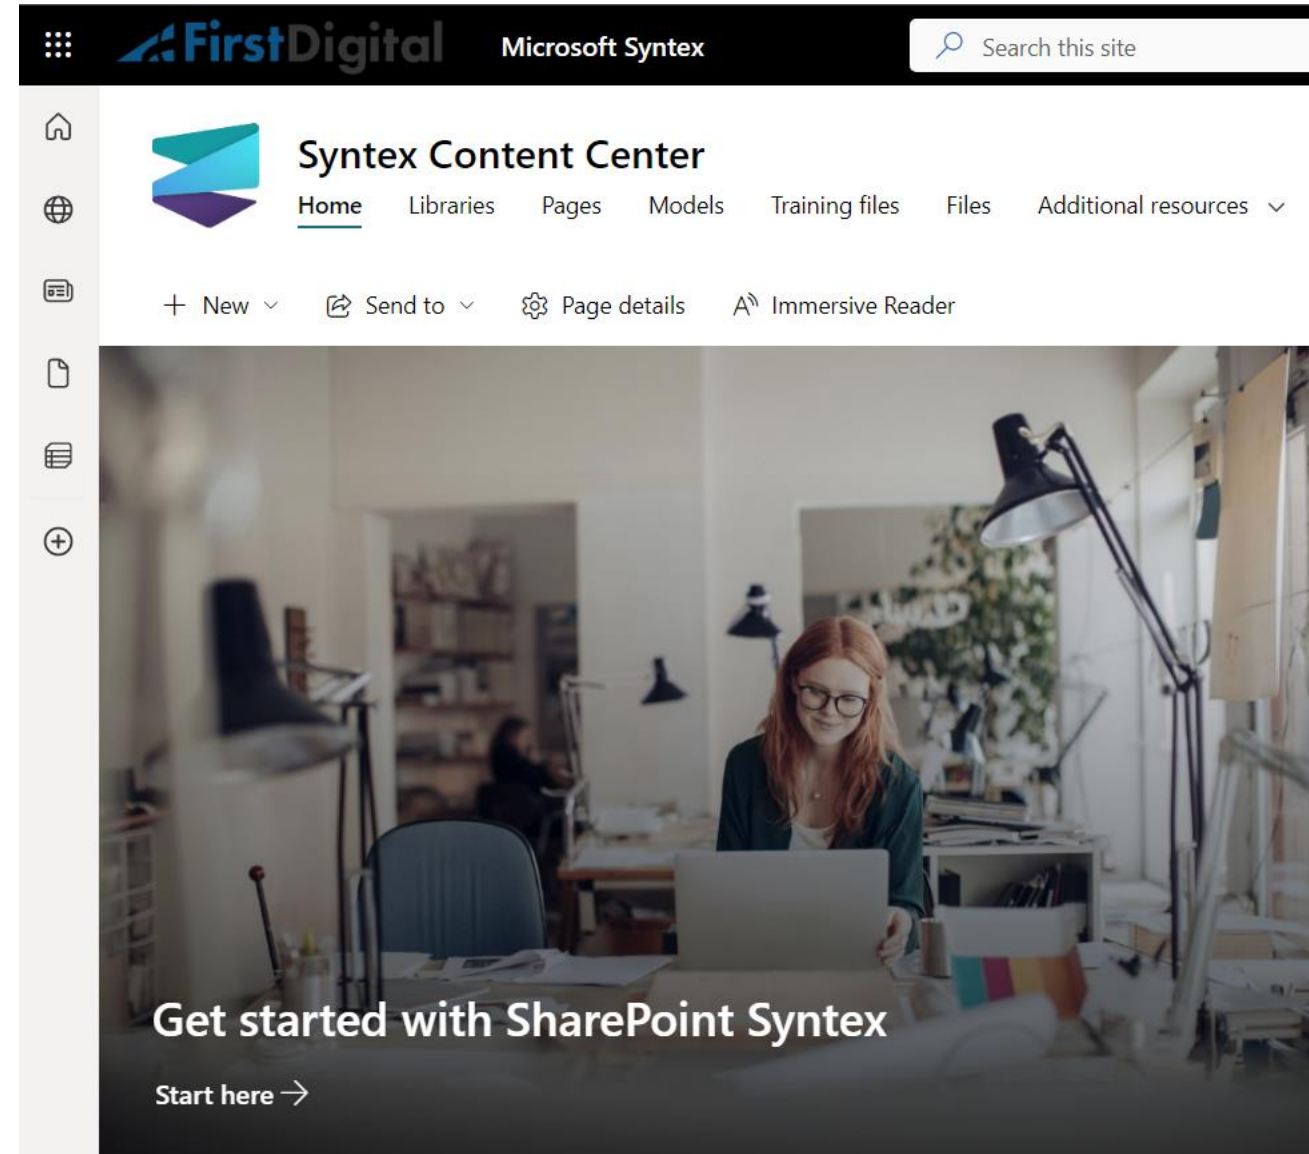 FirstDigital Microsoft Syntex Search this site
Syntex Content Center
Home Libraries Pages Models Training files Files Additional resources
New Send to Page details Immersive Reader
Get started with SharePoint Syntex
Start here